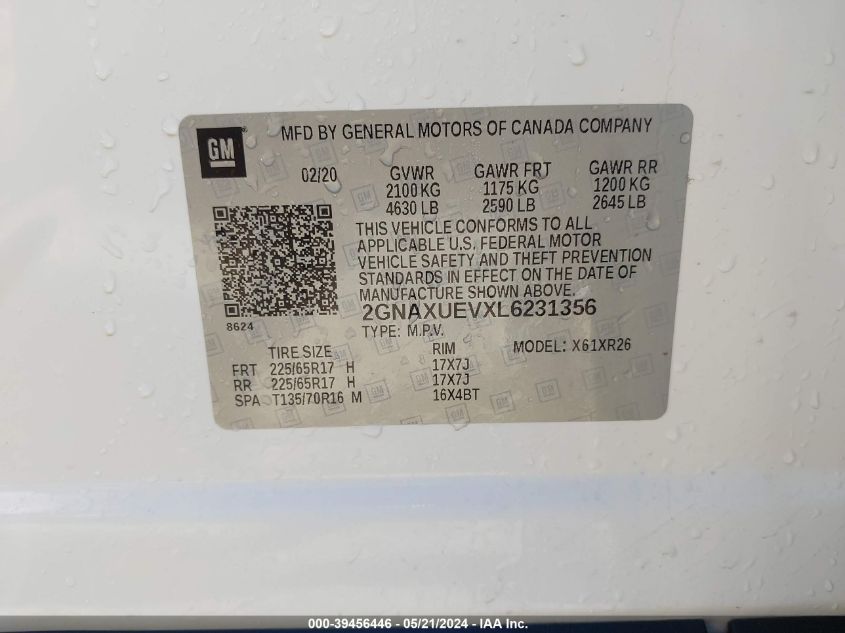 GM
MFD BY GENERAL MOTORS OF CANADA COMPANY
02/20 GVWR GAWR FRT GAWR RR
2100 KG 1175 KG 1200 KG
4630 LB 2590 LB 2645 LB
THIS VEHICLE CONFORMS TO ALL
APPLICABLE U.S. FEDERAL MOTOR
VEHICLE SAFETY AND THEFT PREVENTION
STANDARDS IN EFFECT ON THE DATE OF
MANUFACTURE SHOWN ABOVE.
8624
2GNAXUEVXL6231356
TYPE: M.P.V.
TIRE SIZE RIM MODEL: X61XR26
FRT 225/65R17 H 17X7J
RR 225/65R17 H 17X7J
SPA T135/70R16 M 16X4BT
000-39456446 - 05/21/2024 - IAA Inc.